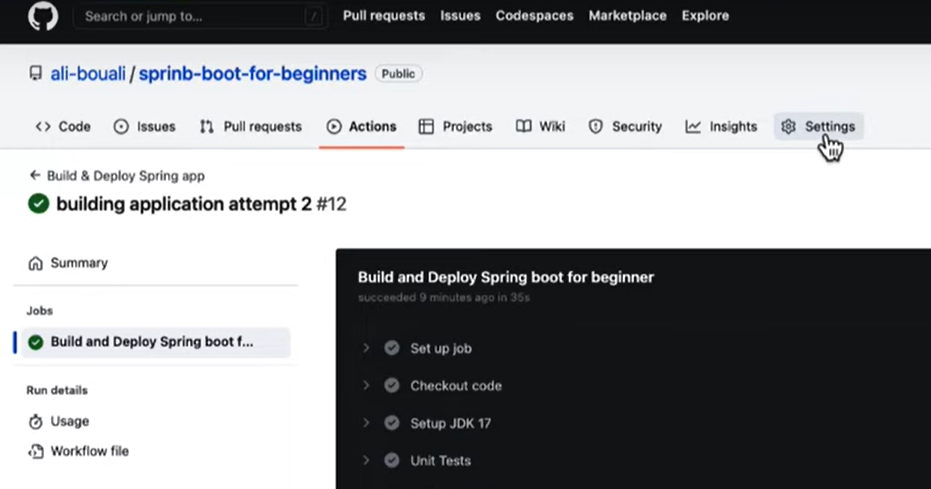 Search or jump to... /
Pull requests Issues Codespaces Marketplace Explore
ali-bouali / sprinb-boot-for-beginners Public
<> Code Issues Pull requests Actions Projects Wiki Security Insights Settings
← Build & Deploy Spring app
building application attempt 2 #12
Summary
Jobs
Build and Deploy Spring boot f...
Run details
Usage
Workflow file
Build and Deploy Spring boot for beginner
succeeded 9 minutes ago in 35s
Set up job
Checkout code
Setup JDK 17
Unit Tests